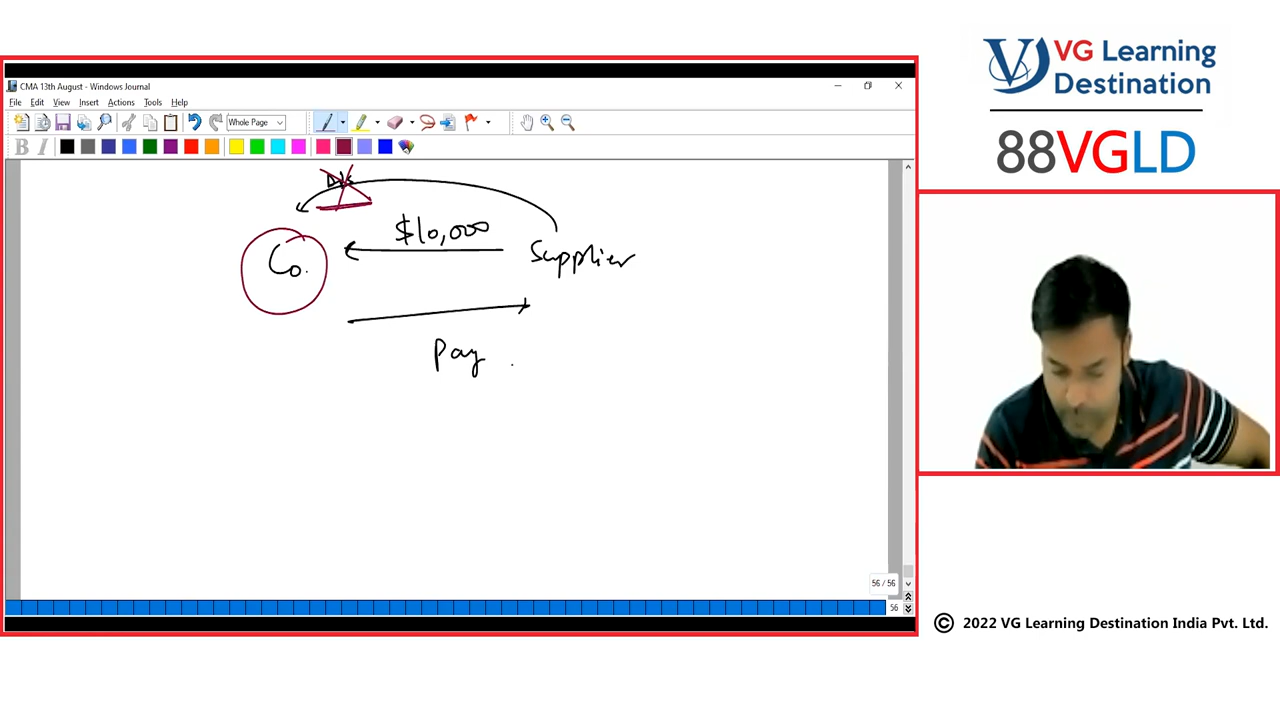 CMA 13th August - Windows Journal
File Edit View Insert Actions Tools Help
Whole Page
B I
Dis
$10,000
Co.
Supplier
Pay
56 / 56
56
VG Learning
Destination
88VGLD
© 2022 VG Learning Destination India Pvt. Ltd.